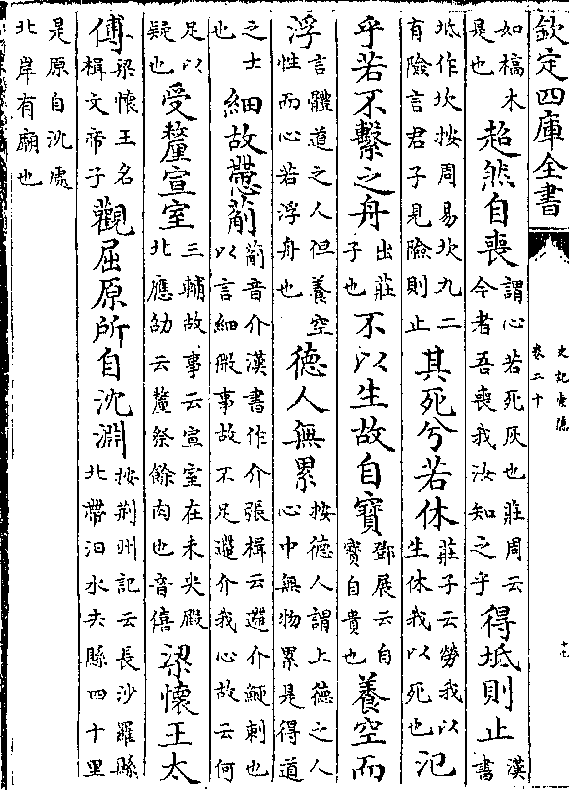 欽定四庫全書
史記索隱
卷二十
十七
如槁木
是也
超然自喪
謂心若死灰也莊周云
今者吾喪我汝知之乎
得坻則止
漢
書
坻作坎按周易坎九二
有險言君子見險則止
其死兮若休
莊子云勞我以
生休我以死也
氾
乎若不繫之舟
出莊
子也
不以生故自寶
鄧展云自
寶自貴也
養空而
浮
言體道之人但養空
性而心若浮舟也
德人無累
按德人謂上德之人
心中無物累是得道
之士
也
細故慸葪
葪音介漢書作介張楫云遰介鯁刺也
以言細微事故不足遰介我心故云何
足以
疑也
受釐宣室
三輔故事云宣室在未央殿
北應劭云釐祭餘肉也音僖
梁懷王太
傅
梁懷王名
楫文帝子
觀屈原所自沈淵
按荆州記云長沙羅縣
北帶汨水去縣四十里
是原自沈處
北岸有廟也